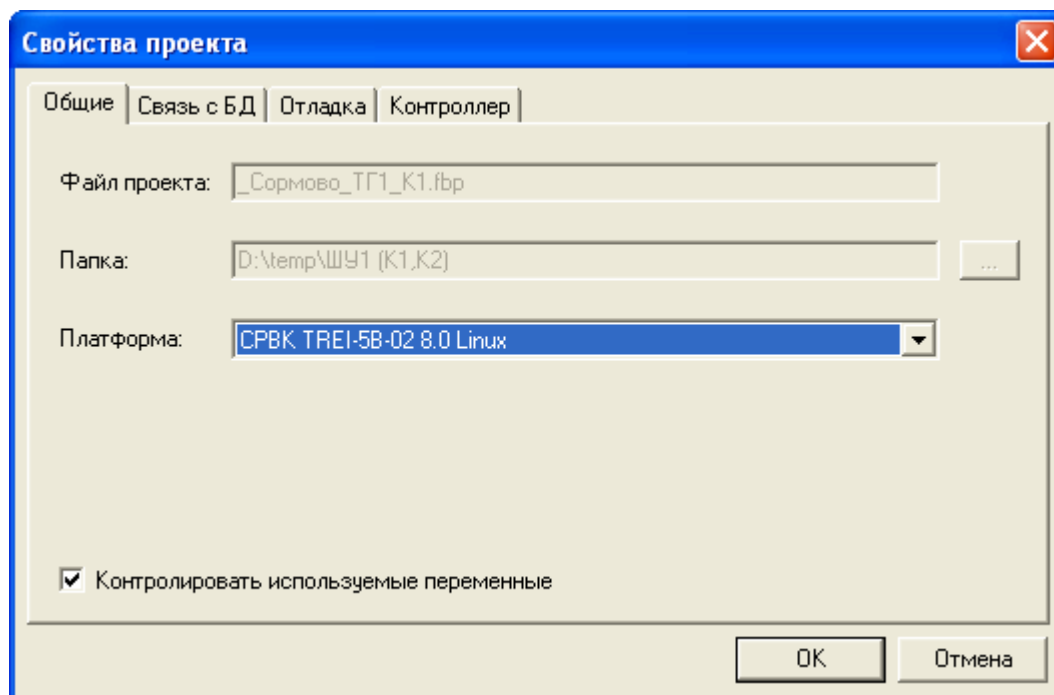 Свойства проекта
Общие Связь с БД Отладка Контроллер
Файл проекта: _Сормово_ТГ1_К1.fbp
Папка: D:\temp\ШУ1 (К1,К2) ...
Платформа: СРВК TREI-5B-02 8.0 Linux
Контролировать используемые переменные
OK Отмена